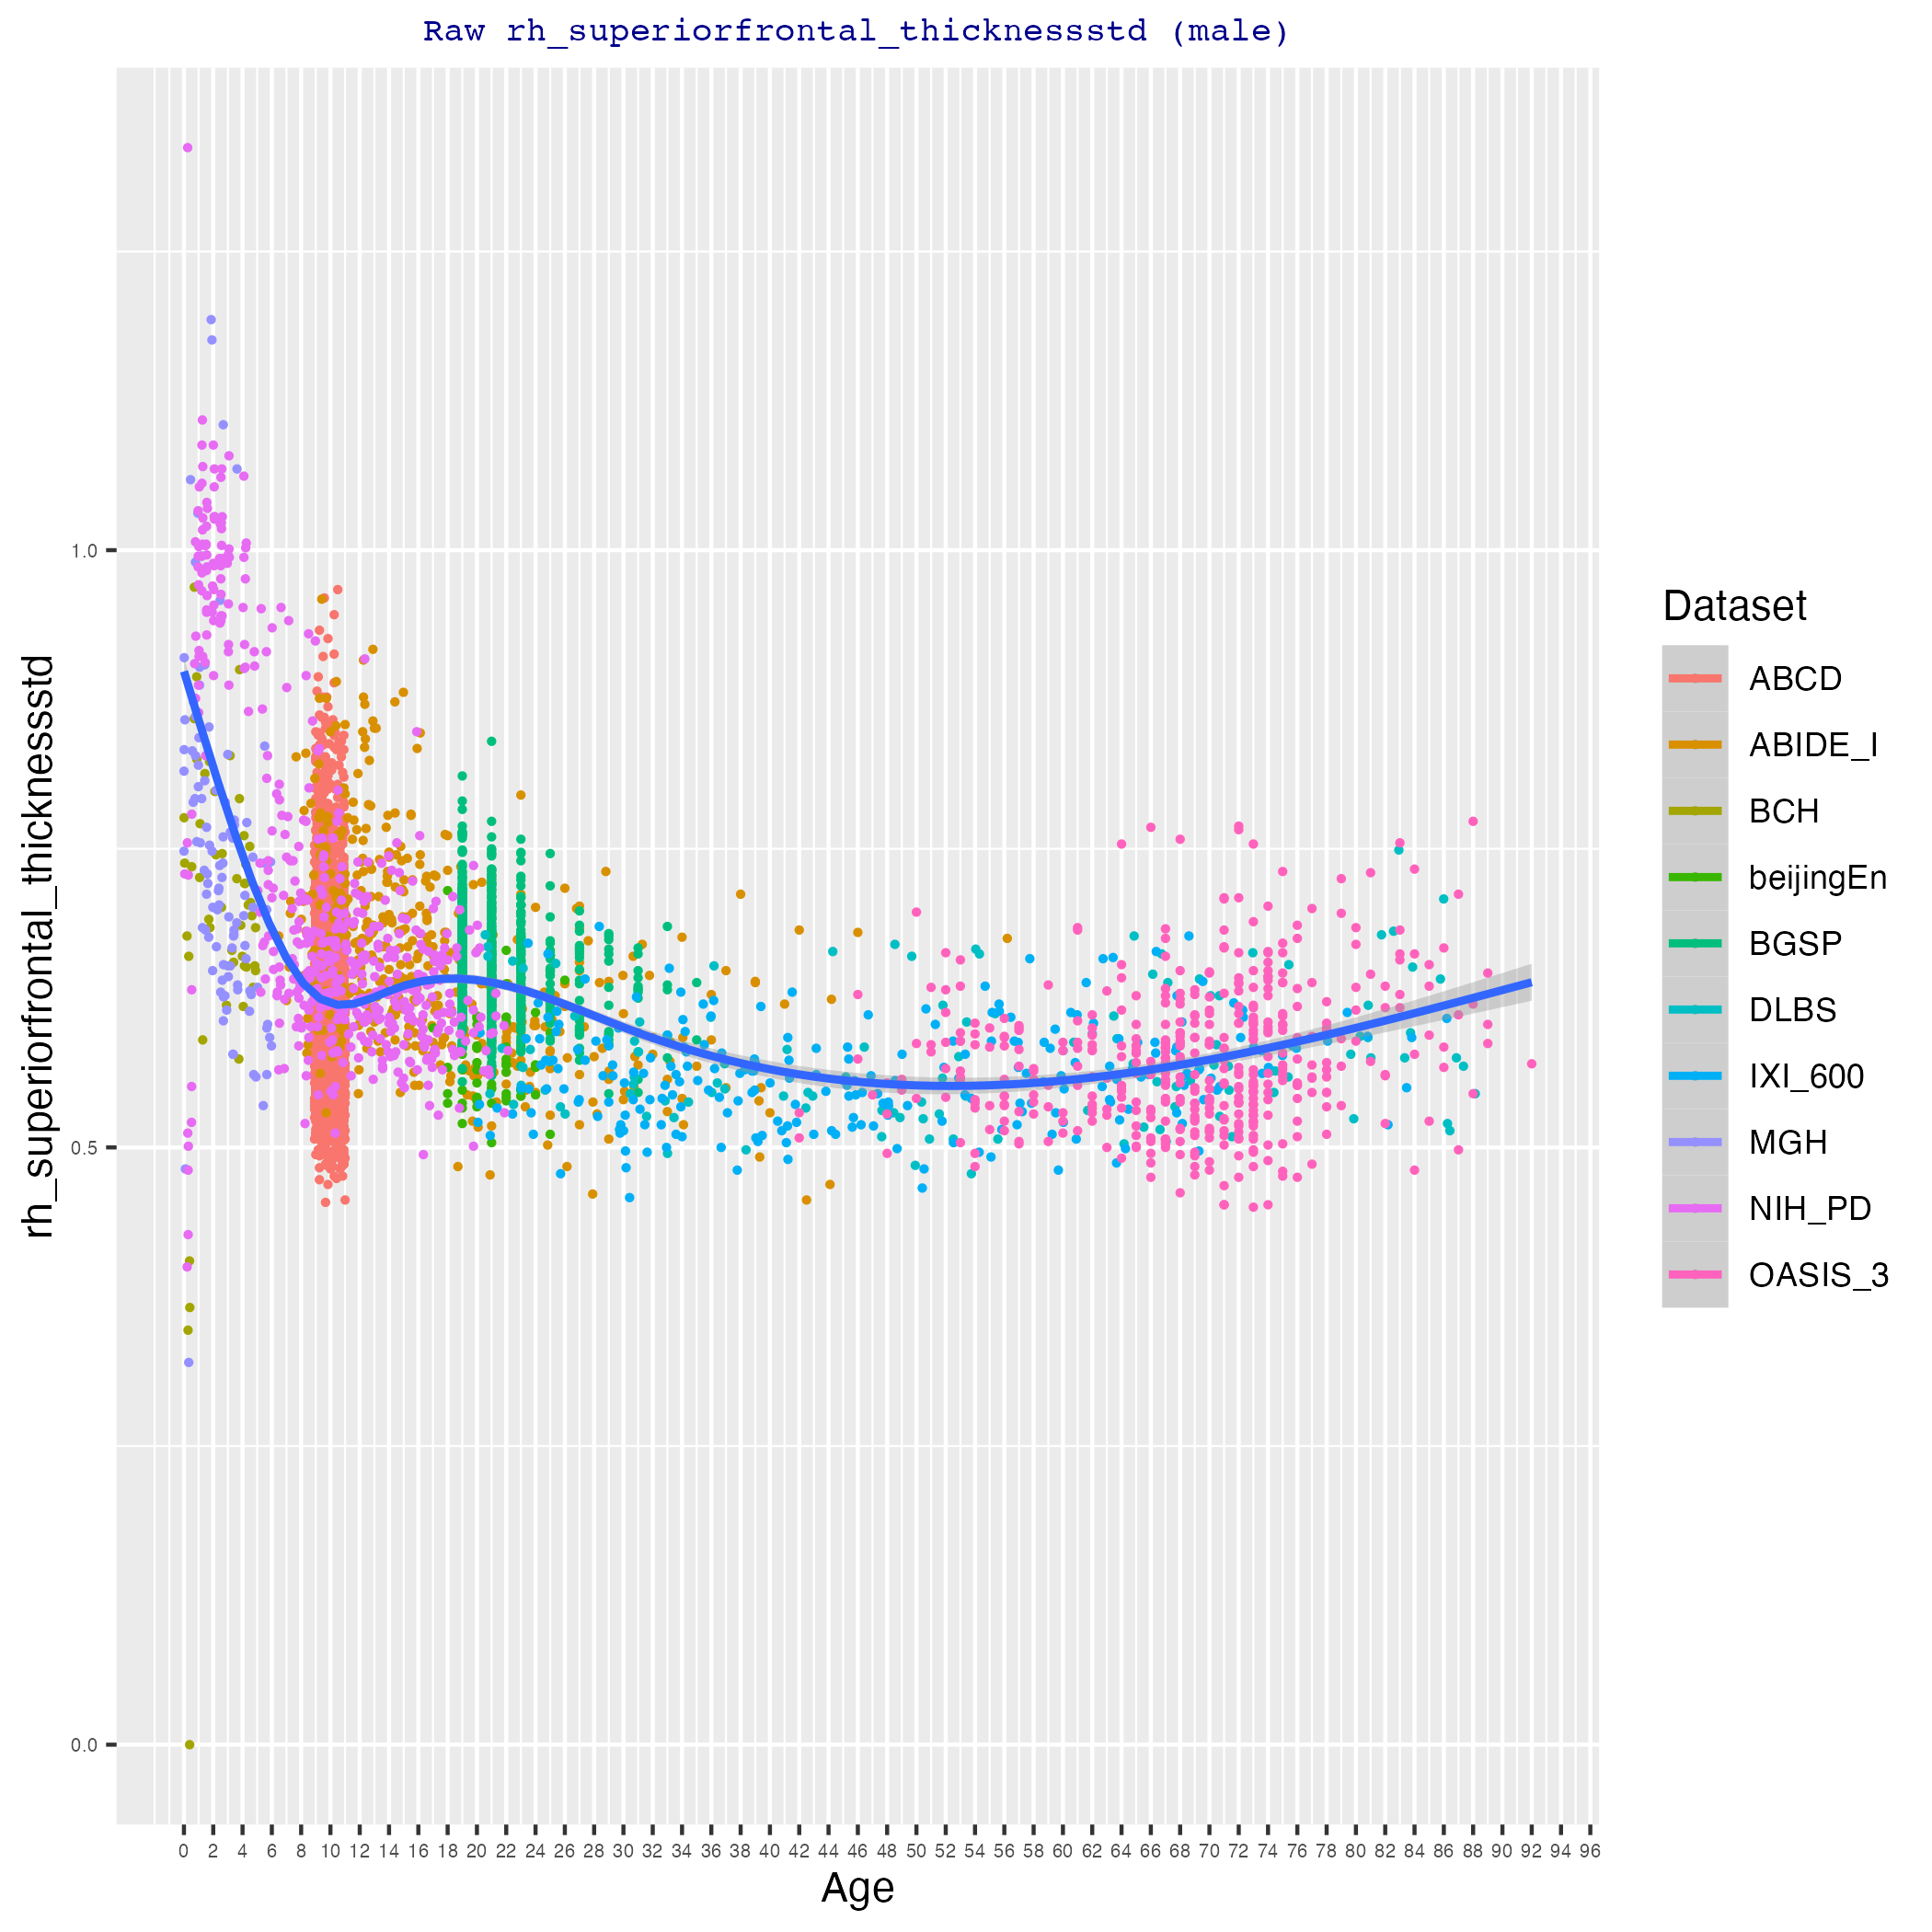 Raw rh_superiorfrontal_thicknessstd (male)
rh_superiorfrontal_thicknessstd
1.0
0.5
0.0
0 2 4 6 8 10 12 14 16 18 20 22 24 26 28 30 32 34 36 38 40 42 44 46 48 50 52 54 56 58 60 62 64 66 68 70 72 74 76 78 80 82 84 86 88 90 92 94 96
Age
Dataset
ABCD
ABIDE_I
BCH
beijingEn
BGSP
DLBS
IXI_600
MGH
NIH_PD
OASIS_3